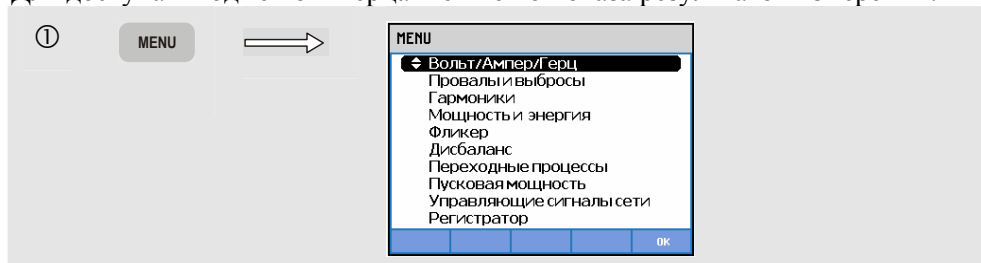 ① MENU
MENU
Вольт/Ампер/Герц
Провалы и выбросы
Гармоники
Мощность и энергия
Фликер
Дисбаланс
Переходные процессы
Пусковая мощность
Управляющие сигналы сети
Регистратор
OK